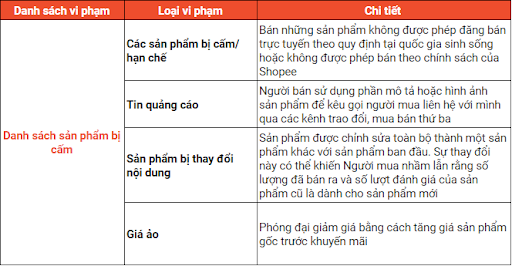 Danh sách vi phạm
Loại vi phạm
Chi tiết
Danh sách sản phẩm bị
cấm
Các sản phẩm bị cấm/
hạn chế
Bán những sản phẩm không được phép đăng bán
trực tuyến theo quy định tại quốc gia sinh sống
hoặc không được phép bán theo chính sách của
Shopee
Tin quảng cáo
Người bán sử dụng phần mô tả hoặc hình ảnh
sản phẩm để kêu gọi người mua liên hệ với mình
qua các kênh trao đổi, mua bán thứ ba
Sản phẩm bị thay đổi
nội dung
Sản phẩm được chỉnh sửa toàn bộ thành một sản
phẩm khác với sản phẩm ban đầu. Sự thay đổi
này có thể khiến Người mua nhầm lẫn rằng số
lượng đã bán ra và số lượt đánh giá của sản
phẩm cũ là dành cho sản phẩm mới
Giá ảo
Phóng đại giảm giá bằng cách tăng giá sản phẩm
gốc trước khuyến mãi